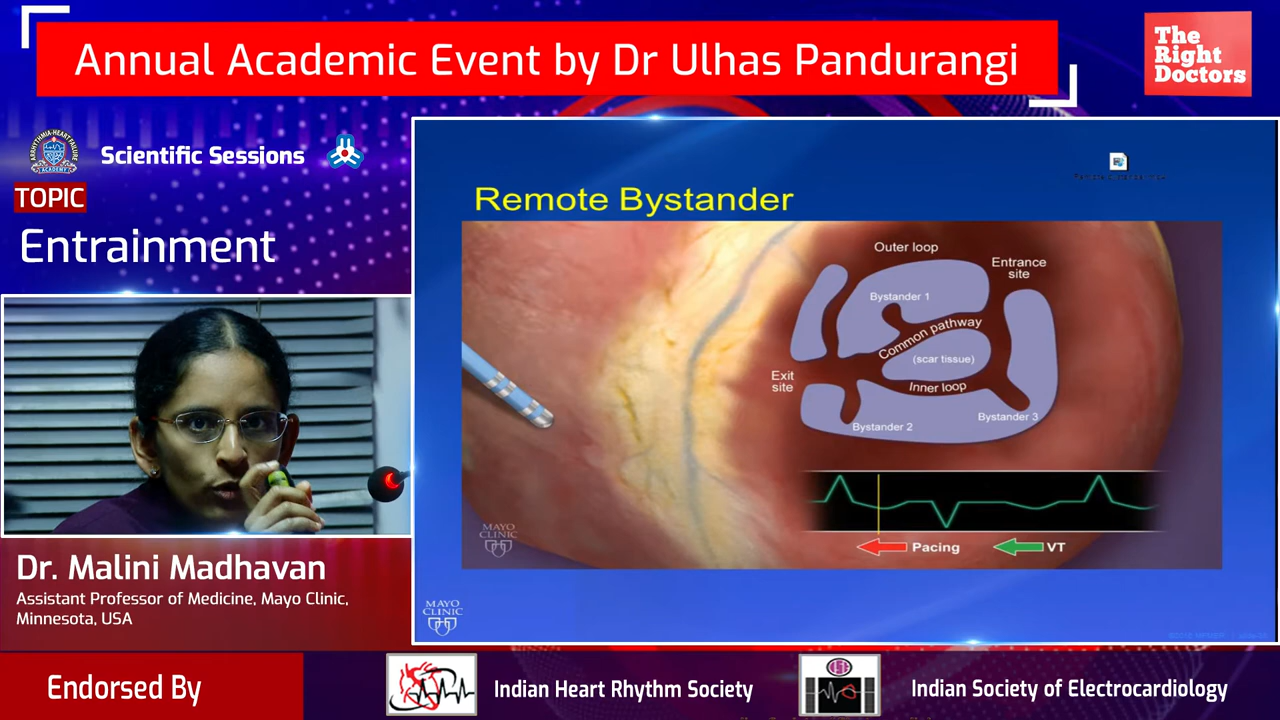 Annual Academic Event by Dr Ulhas Pandurangi
The
Right
Doctors
Scientific Sessions
TOPIC
Entrainment
Remote Bystander
Outer loop
Entrance
site
Bystander 1
Common pathway
(scar tissue)
Exit
site
Inner loop
Bystander 3
Bystander 2
MAYO
CLINIC
Pacing
VT
MAYO
CLINIC
Dr. Malini Madhavan
Assistant Professor of Medicine, Mayo Clinic,
Minnesota, USA
Endorsed By
Indian Heart Rhythm Society
ISE
Indian Society of Electrocardiology